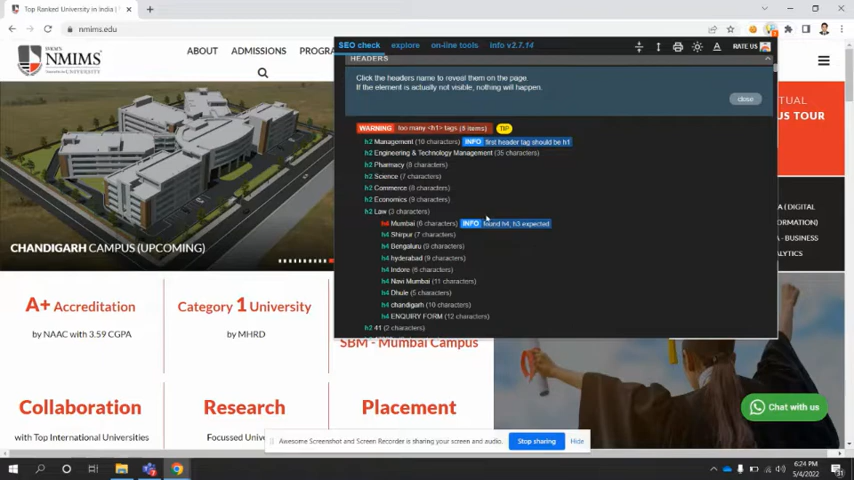 Top Ranked University in India |
nmims.edu
SVKM'S
NMIMS
ABOUT ADMISSIONS PROGRA
CHANDIGARH CAMPUS (UPCOMING)
SEO check explore on-line tools info v2.7.14
RATE US
HEADERS
Click the headers name to reveal them on the page.
If the element is actually not visible, nothing will happen.
close
WARNING too many <h1> tags (5 items) TIP
h2 Management (10 characters) INFO first header tag should be h1
h2 Engineering & Technology Management (35 characters)
h2 Pharmacy (8 characters)
h2 Science (7 characters)
h2 Commerce (8 characters)
h2 Economics (9 characters)
h2 Law (3 characters)
h4 Mumbai (6 characters) INFO found h4, h3 expected
h4 Shirpur (7 characters)
h4 Bengaluru (9 characters)
h4 hyderabad (9 characters)
h4 Indore (6 characters)
h4 Navi Mumbai (11 characters)
h4 Dhule (5 characters)
h4 chandigarh (10 characters)
h4 ENQUIRY FORM (12 characters)
h2 41 (2 characters)
TUAL
US TOUR
A ( DIGITAL
FORMATION)
A - BUSINESS
ALYTICS
A+ Accreditation
by NAAC with 3.59 CGPA
Category 1 University
by MHRD
SBM - Mumbai Campus
Collaboration
with Top International Universities
Research
Focussed Univer
Placement
Chat with us
Awesome Screenshot and Screen Recorder is sharing your screen and audio.
Stop sharing
Hide
6:24 PM
5/4/2022